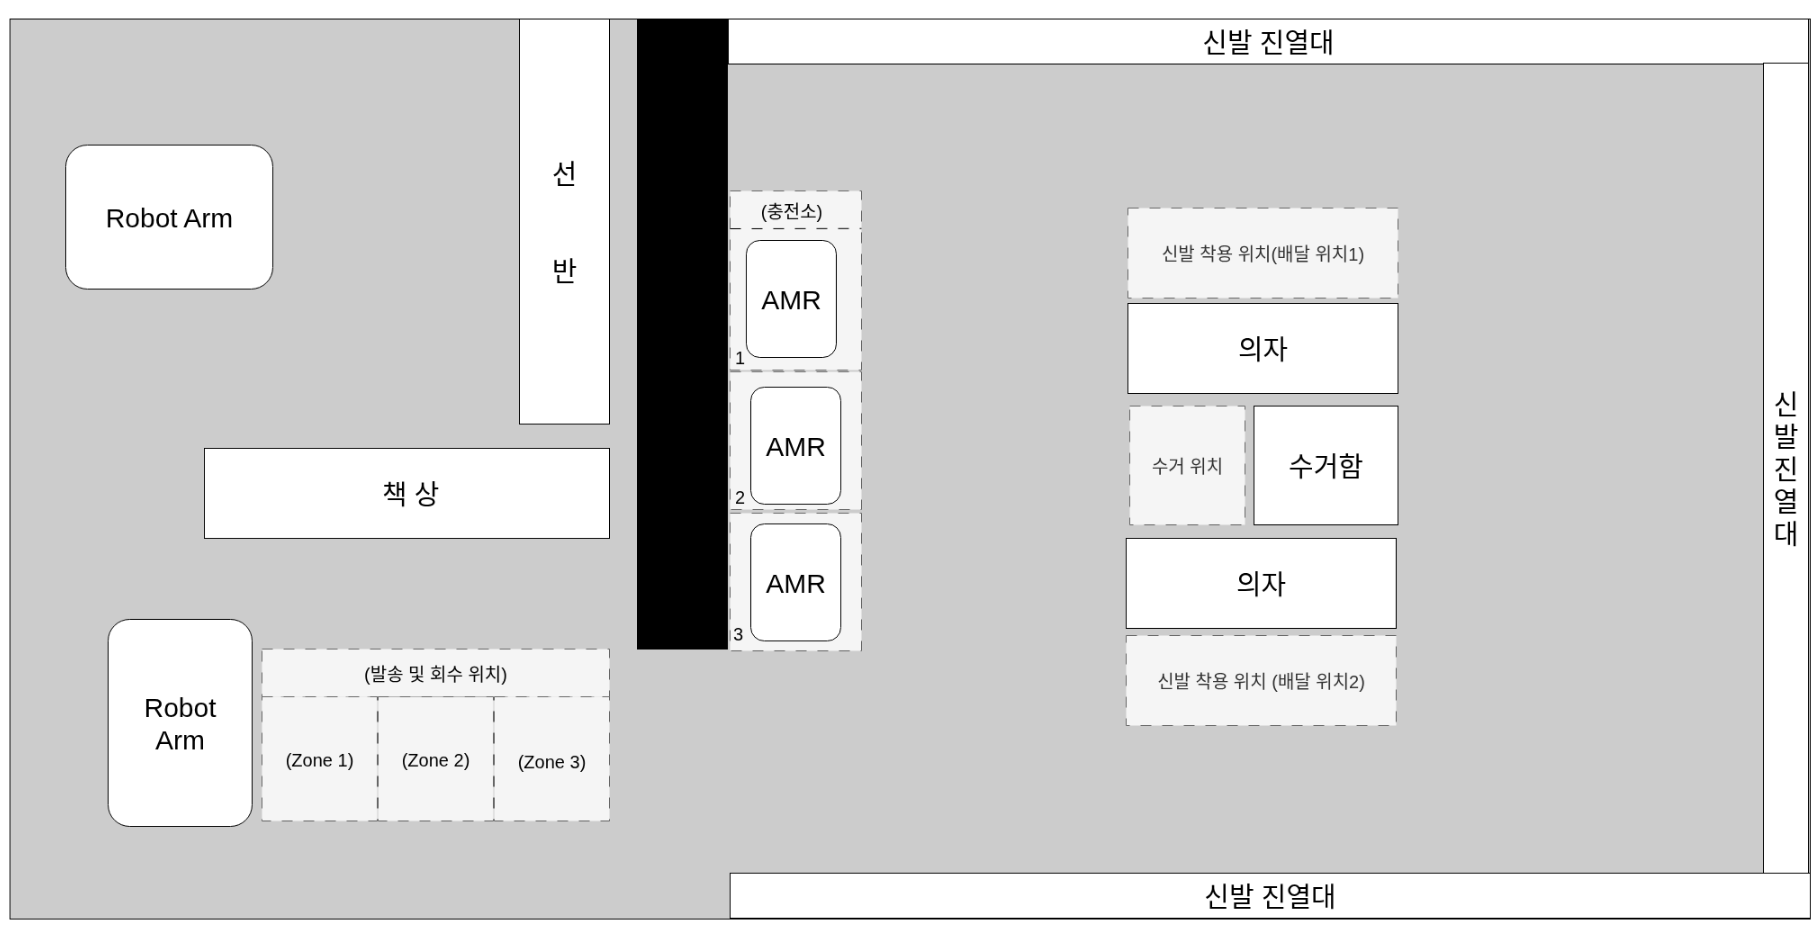 신발 진열대
선
반
Robot Arm
(충전소)
AMR
1
AMR
2
AMR
3
신발 착용 위치(배달 위치1)
의자
수거 위치
수거함
의자
신발 착용 위치 (배달 위치2)
신
발
진
열
대
책 상
Robot
Arm
(발송 및 회수 위치)
(Zone 1)
(Zone 2)
(Zone 3)
신발 진열대